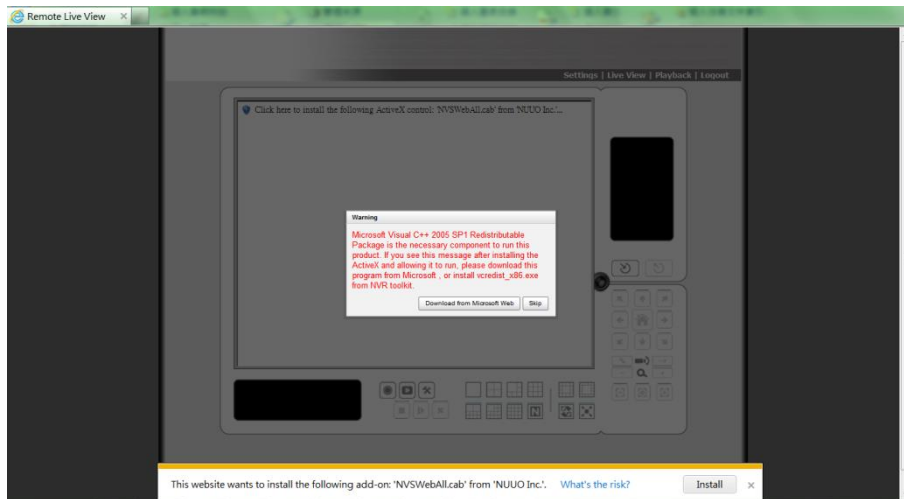 Remote Live View
Settings | Live View | Playback | Logout
Click here to install the following ActiveX control: 'NVSWebAll.cab' from 'NUUO Inc.'...
Warning
Microsoft Visual C++ 2005 SP1 Redistributable
Package is the necessary component to run this
product. If you see this message after installing the
ActiveX and allowing it to run, please download this
program from Microsoft , or install vcredist_x86.exe
from NVR toolkit.
Download from Microsoft Web
Skip
This website wants to install the following add-on: 'NVSWebAll.cab' from 'NUUO Inc.'. What's the risk?
Install